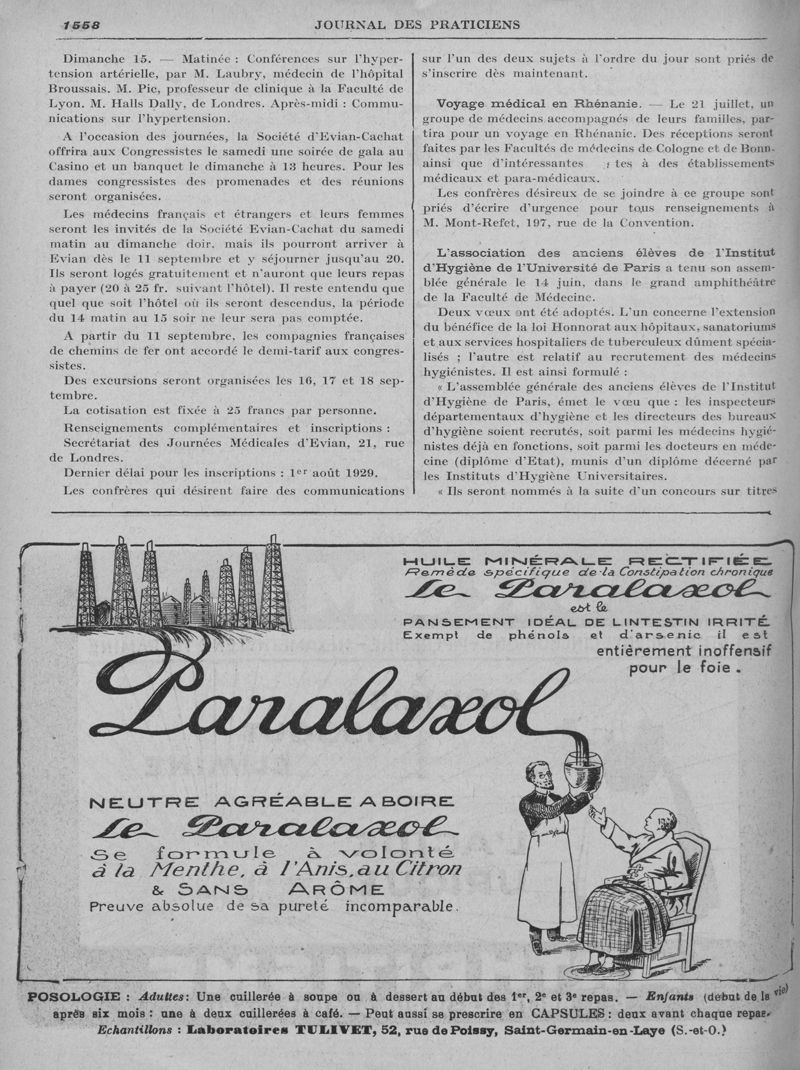 1558
JOURNAL DES PRATICIENS
Dimanche 15. — Matinée : Conférences sur l'hyper-
tension artérielle, par M. Laubry, médecin de l'hôpital
Broussais. M. Pic, professeur de clinique à la Faculté de
Lyon. M. Halls Dally, de Londres. Après-midi : Commu-
nications sur l'hypertension.
A l'occasion des journées, la Société d'Evian-Cachat
offrira aux Congressistes le samedi une soirée de gala au
Casino et un banquet le dimanche à 13 heures. Pour les
dames congressistes des promenades et des réunions
seront organisées.
Les médecins français et étrangers et leurs femmes
seront les invités de la Société Evian-Cachat du samedi
matin au dimanche doir, mais ils pourront arriver à
Evian dès le 11 septembre et y séjourner jusqu'au 20.
Ils seront logés gratuitement et n'auront que leurs repas
à payer (20 à 25 fr. suivant l'hôtel). Il reste entendu que
quel que soit l'hôtel où ils seront descendus, la période
du 14 matin au 15 soir ne leur sera pas comptée.
A partir du 11 septembre, les compagnies françaises
de chemins de fer ont accordé le demi-tarif aux congres-
sistes.
Des excursions seront organisées les 16, 17 et 18 sep-
tembre.
La cotisation est fixée à 25 francs par personne.
Renseignements complémentaires et inscriptions :
Secrétariat des Journées Médicales d'Evian, 21, rue
de Londres.
Dernier délai pour les inscriptions : 1er août 1929.
Les confrères qui désirent faire des communications
sur l'un des deux sujets à l'ordre du jour sont priés de
s'inscrire dès maintenant.
Voyage médical en Rhénanie. — Le 21 juillet, un
groupe de médecins accompagnés de leurs familles, par-
tira pour un voyage en Rhénanie. Des réceptions seront
faites par les Facultés de médecins de Cologne et de Bonn
ainsi que d'intéressantes tes à des établissements
médicaux et para-médicaux.
Les confrères désireux de se joindre à ce groupe sont
priés d'écrire d'urgence pour tous renseignements à
M. Mont-Refet, 197, rue de la Convention.
L'association des anciens élèves de l'Institut
d'Hygiène de l'Université de Paris a tenu son assem-
blée générale le 14 juin, dans le grand amphithéâtre
de la Faculté de Médecine.
Deux vœux ont été adoptés. L'un concerne l'extension
du bénéfice de la loi Honnorat aux hôpitaux, sanatoriums
et aux services hospitaliers de tuberculeux dûment spécia-
lisés ; l'autre est relatif au recrutement des médecins
hygiénistes. Il est ainsi formulé :
« L'assemblée générale des anciens élèves de l'Institut
d'Hygiène de Paris, émet le vœu que : les inspecteurs
départementaux d'hygiène et les directeurs des bureaux
d'hygiène soient recrutés, soit parmi les médecins hygié-
nistes déjà en fonctions, soit parmi les docteurs en méde-
cine (diplôme d'Etat), munis d'un diplôme décerné par
les Instituts d'Hygiène Universitaires.
« Ils seront nommés à la suite d'un concours sur titres
HUILE MINÉRALE RECTIFIÉE
Remède spécifique de la Constipation chronique
Le Paralaxol
est le
PANSEMENT IDÉAL DE L'INTESTIN IRRITÉ
Exempt de phénols et d'arsenic il est
entièrement inoffensif
pour le foie.
Paralaxol
NEUTRE AGRÉABLE A BOIRE
Le Paralaxol
Se formule à volonté
à la Menthe, à l'Anis, au Citron
& SANS ARÔME
Preuve absolue de sa pureté incomparable.
POSOLOGIE : Adultes : Une cuillerée à soupe ou à dessert au début des 1er, 2e et 3e repas. — Enfants (début de la vie)
après six mois : une à deux cuillerées à café. — Peut aussi se prescrire en CAPSULES : deux avant chaque repas.
Echantillons : Laboratoires TULIVET, 52, rue de Poissy, Saint-Germain-en-Laye (S.-et-O.)